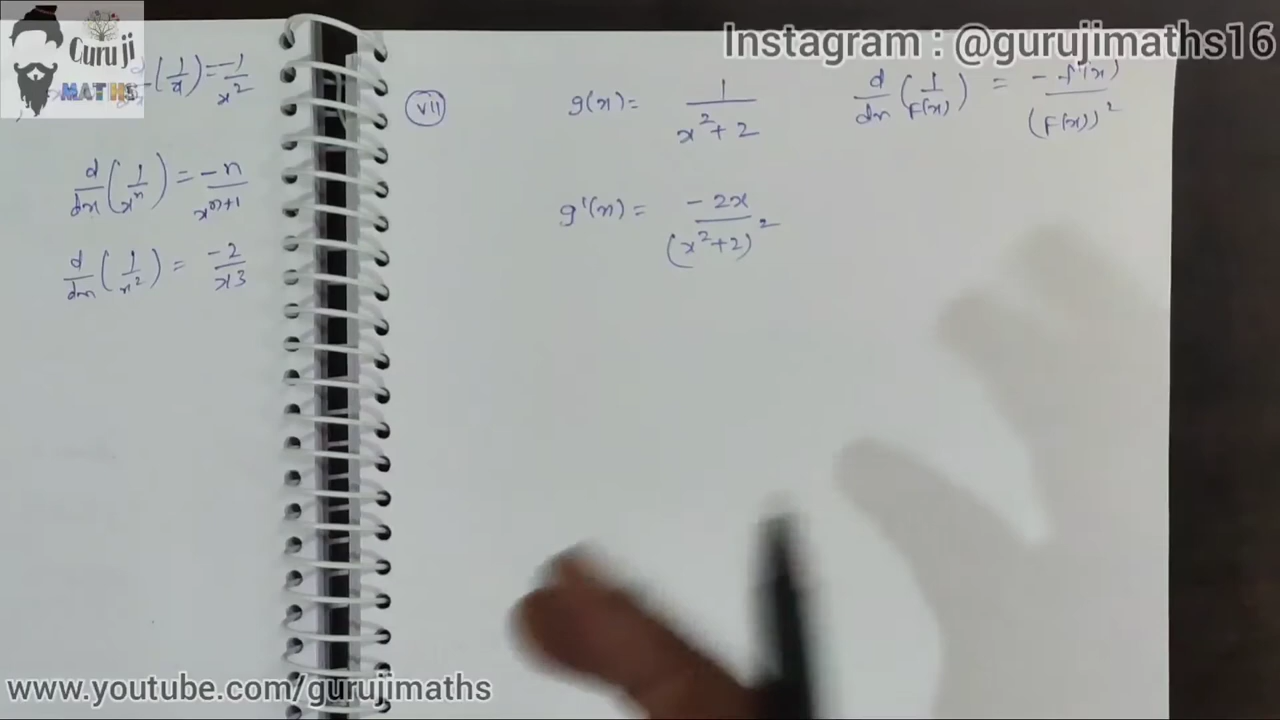 Guru ji
MATHS
Instagram : @gurujimaths16
(1/x) = -1/x²
d/dx (1/xⁿ) = -n/xⁿ⁺¹
d/dx (1/x²) = -2/x3
(vii)
g(x) = 1/x²+2
d/dx (1/f(x)) = -f'(x)/(f(x))²
g'(x) = -2x/(x²+2)²
www.youtube.com/gurujimaths